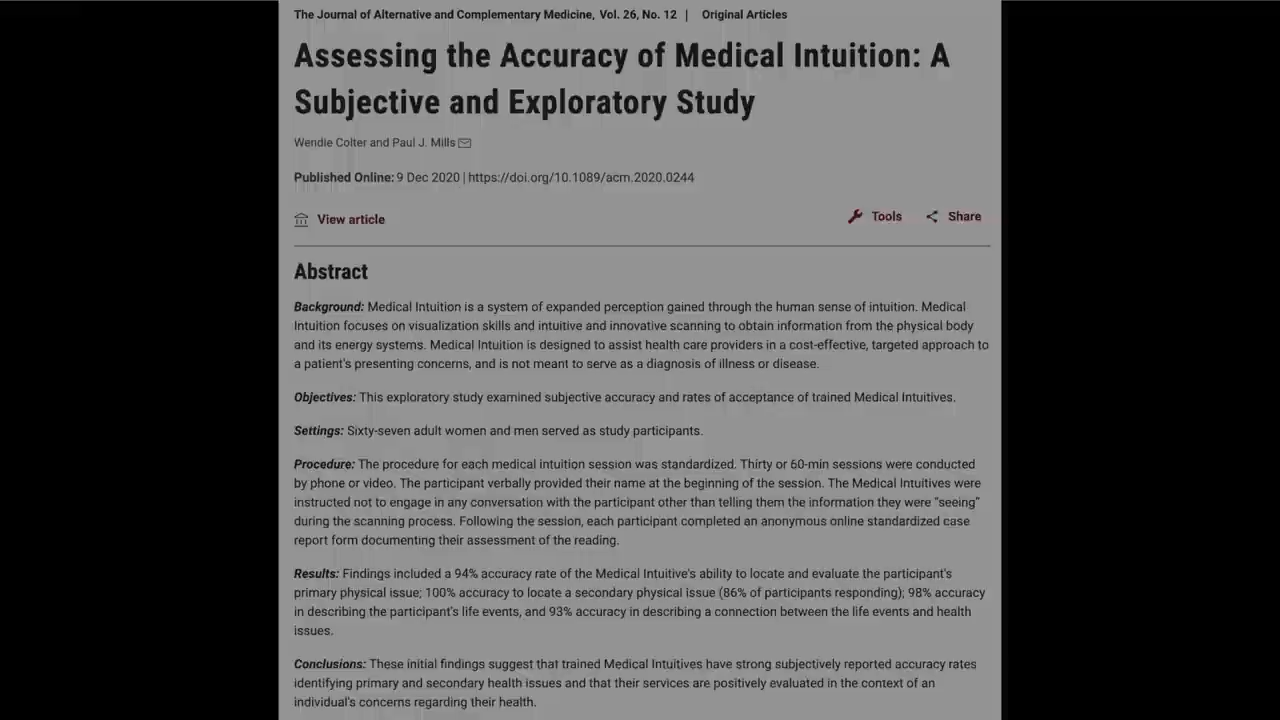 The Journal of Alternative and Complementary Medicine, Vol. 26, No. 12 | Original Articles
Assessing the Accuracy of Medical Intuition: A
Subjective and Exploratory Study
Wendie Colter and Paul J. Mills
Published Online: 9 Dec 2020 | https://doi.org/10.1089/acm.2020.0244
View article
Tools
Share
Abstract
Background: Medical Intuition is a system of expanded perception gained through the human sense of intuition. Medical
Intuition focuses on visualization skills and intuitive and innovative scanning to obtain information from the physical body
and its energy systems. Medical Intuition is designed to assist health care providers in a cost-effective, targeted approach to
a patient's presenting concerns, and is not meant to serve as a diagnosis of illness or disease.
Objectives: This exploratory study examined subjective accuracy and rates of acceptance of trained Medical Intuitives.
Settings: Sixty-seven adult women and men served as study participants.
Procedure: The procedure for each medical intuition session was standardized. Thirty or 60-min sessions were conducted
by phone or video. The participant verbally provided their name at the beginning of the session. The Medical Intuitives were
instructed not to engage in any conversation with the participant other than telling them the information they were “seeing”
during the scanning process. Following the session, each participant completed an anonymous online standardized case
report form documenting their assessment of the reading.
Results: Findings included a 94% accuracy rate of the Medical Intuitive's ability to locate and evaluate the participant's
primary physical issue; 100% accuracy to locate a secondary physical issue (86% of participants responding); 98% accuracy
in describing the participant's life events, and 93% accuracy in describing a connection between the life events and health
issues.
Conclusions: These initial findings suggest that trained Medical Intuitives have strong subjectively reported accuracy rates
identifying primary and secondary health issues and that their services are positively evaluated in the context of an
individual's concerns regarding their health.